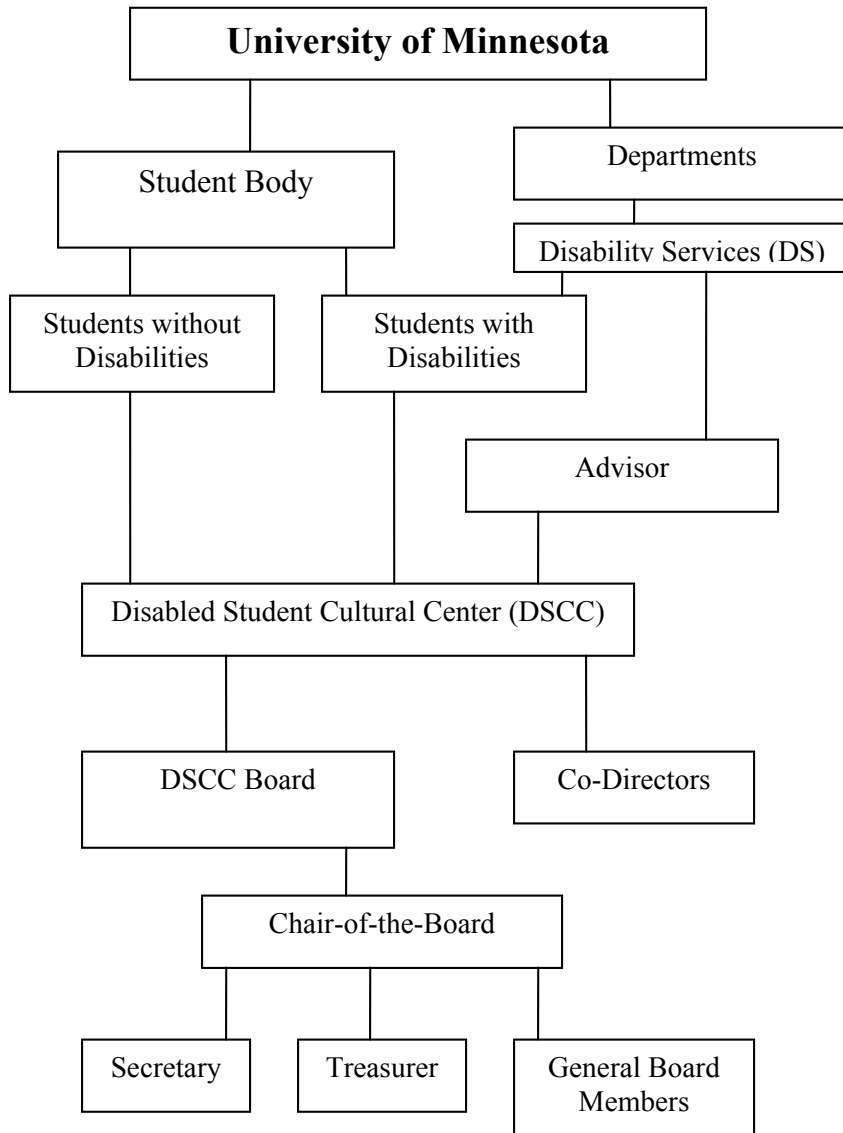 University of Minnesota
Departments
Student Body
Disability Services (DS)
Students without
Disabilities
Students with
Disabilities
Advisor
Disabled Student Cultural Center (DSCC)
DSCC Board
Co-Directors
Chair-of-the-Board
Secretary
Treasurer
General Board
Members